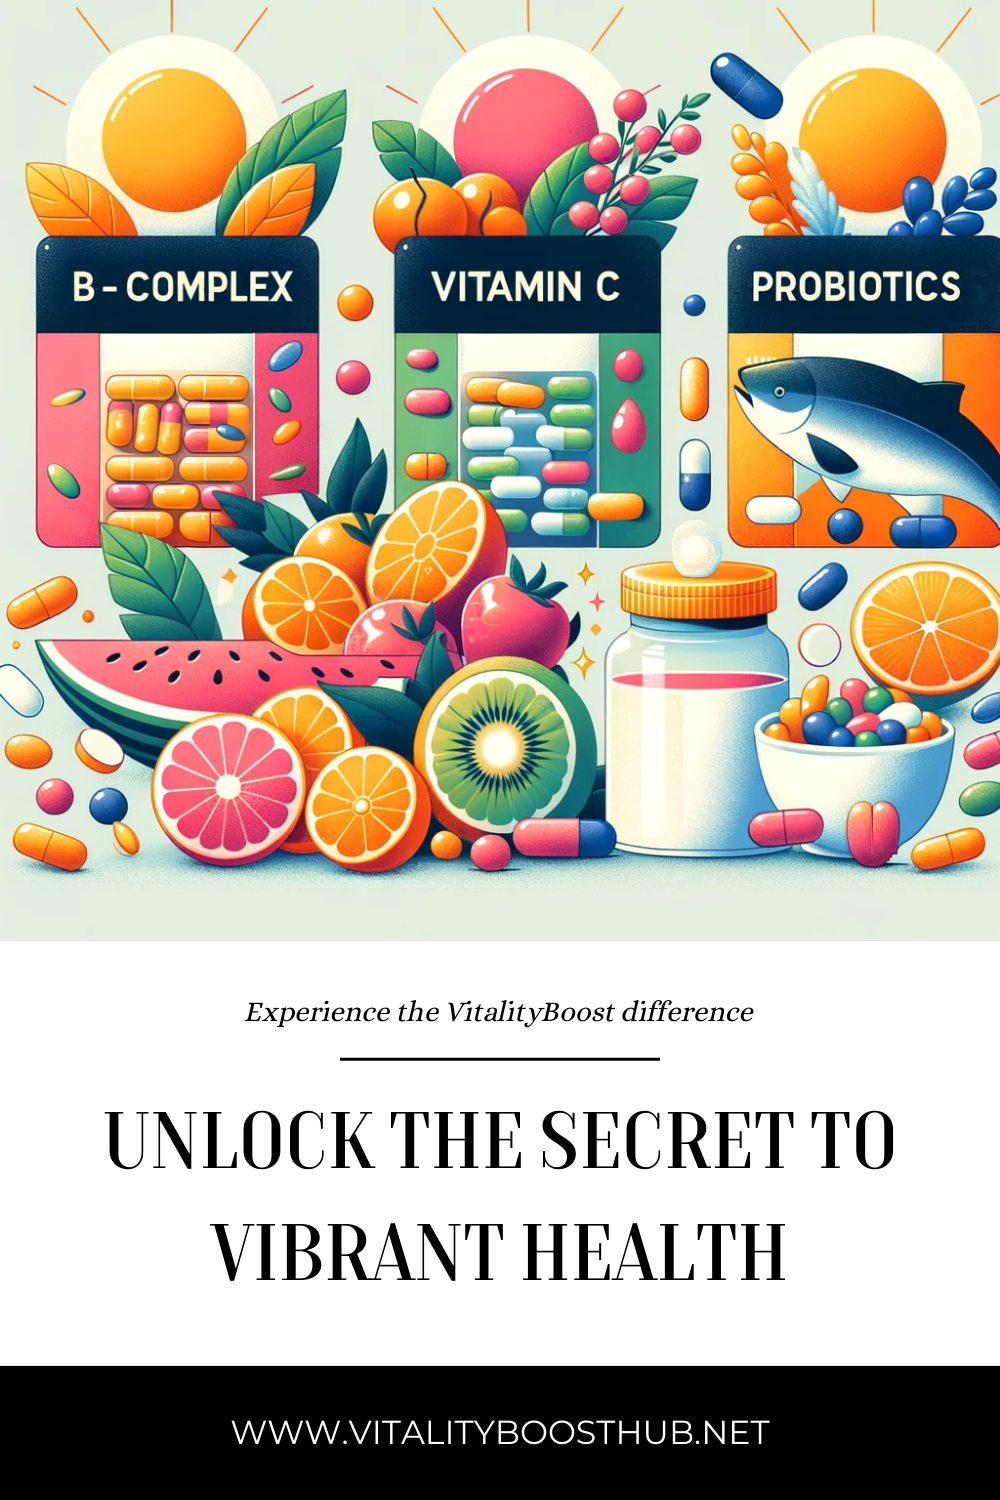 B-COMPLEX
VITAMIN C
PROBIOTICS
Experience the VitalityBoost difference
UNLOCK THE SECRET TO
VIBRANT HEALTH
WWW.VITALITYBOOSTHUB.NET